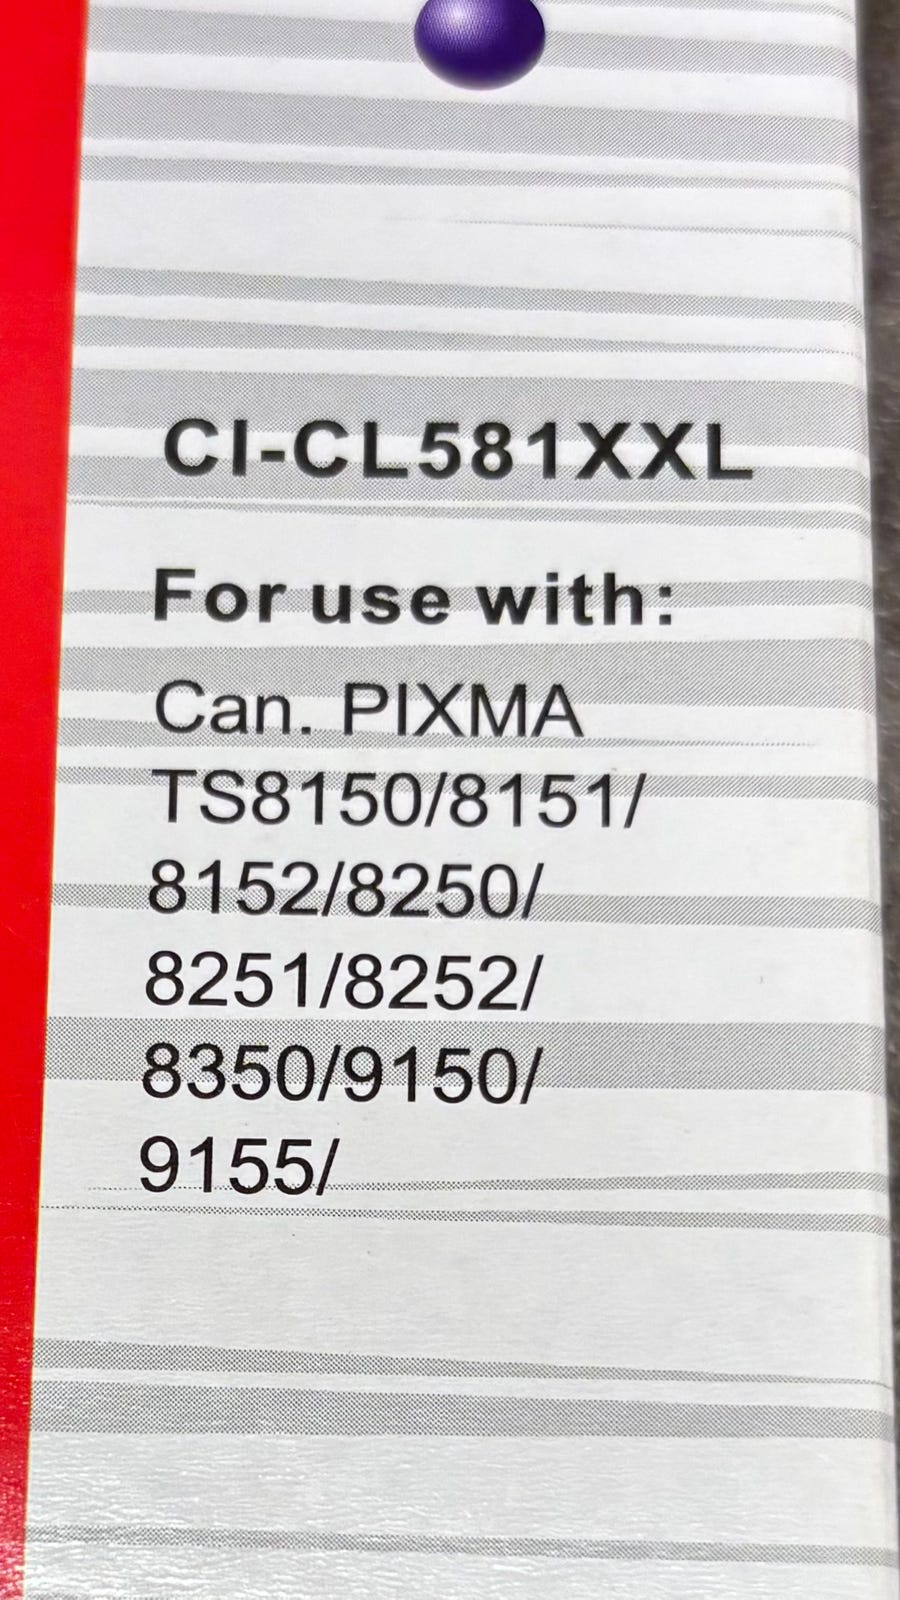 CI-CL581XXL
For use with:
Can. PIXMA
TS8150/8151/
8152/8250/
8251/8252/
8350/9150/
9155/